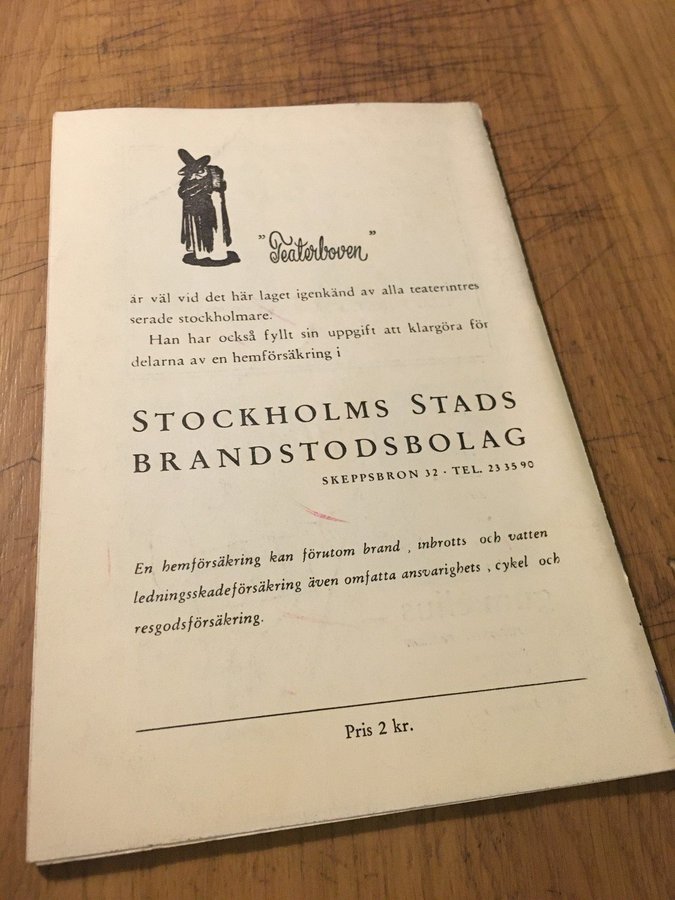 "Teaterboven"
är väl vid det här laget igenkänd av alla teaterintres
serade stockholmare.
Han har också fyllt sin uppgift att klargöra för
delarna av en hemförsäkring i
STOCKHOLMS STADS
BRANDSTODSBOLAG
SKEPPSBRON 32 · TEL. 23 35 90
En hemförsäkring kan förutom brand , inbrotts och vatten
ledningsskadeförsäkring även omfatta ansvarighets , cykel och
resgodsförsäkring.
Pris 2 kr.